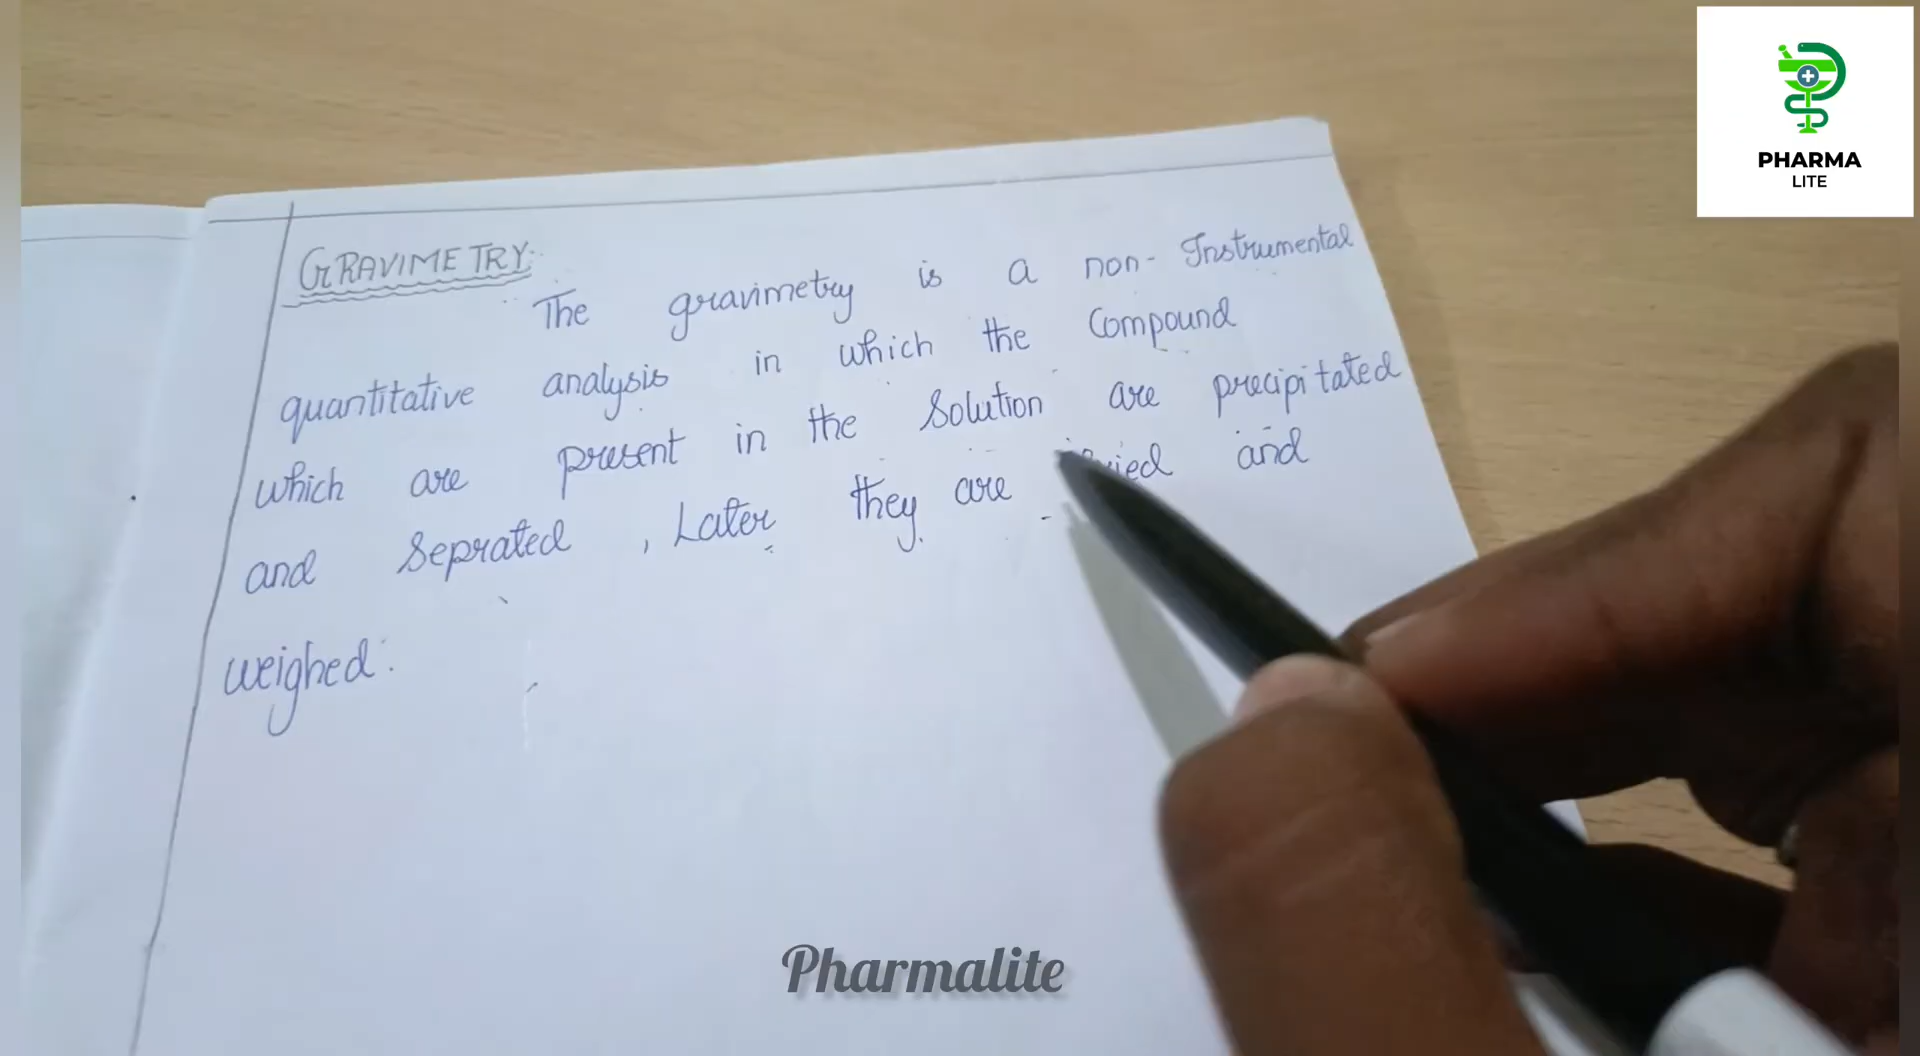 PHARMA
LITE
GRAVIMETRY:
The gravimetry is a non-Instrumental
quantitative analysis in which the Compound
which are present in the Solution are precipitated
and Seprated , Later they are and
weighed.
Pharmalite